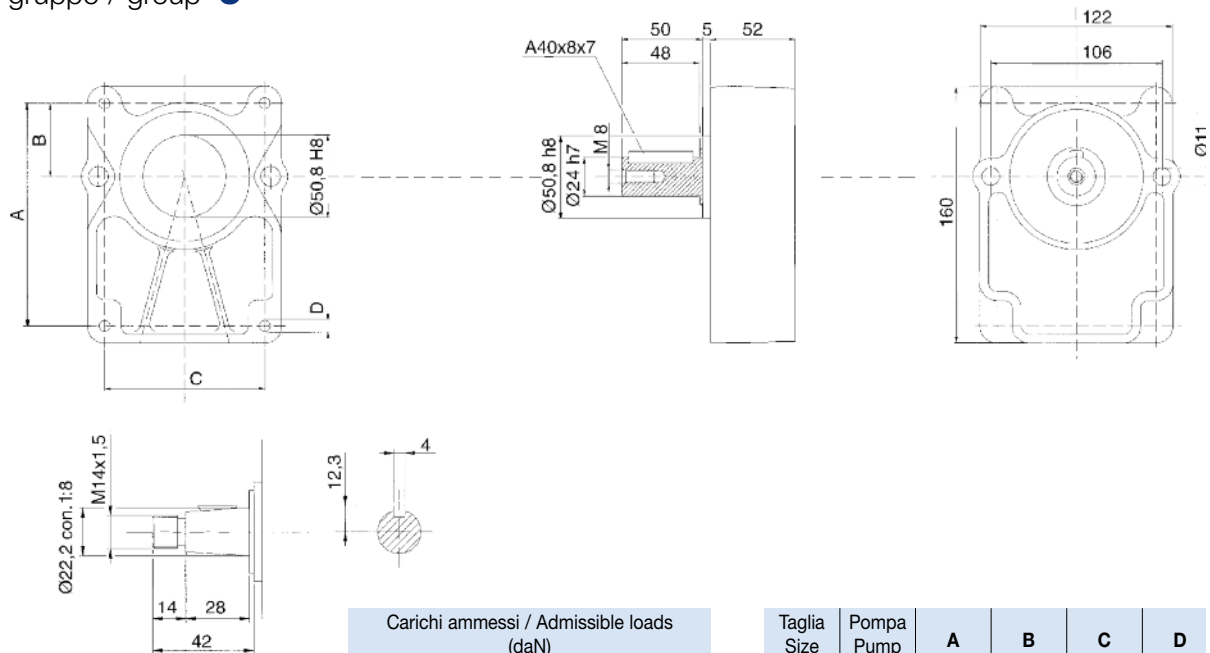 gruppo / group
A
B
C
D
Ø50,8 H8
50 5 52
48
A40x8x7
M 8
Ø50,8 h8
Ø24 h7
122
106
Ø11
160
Ø22,2 con. 1:8
M14x1,5
14 28
42
12,3
4
Carichi ammessi / Admissible loads
(daN)
Taglia Pompa A B C D
Size Pump